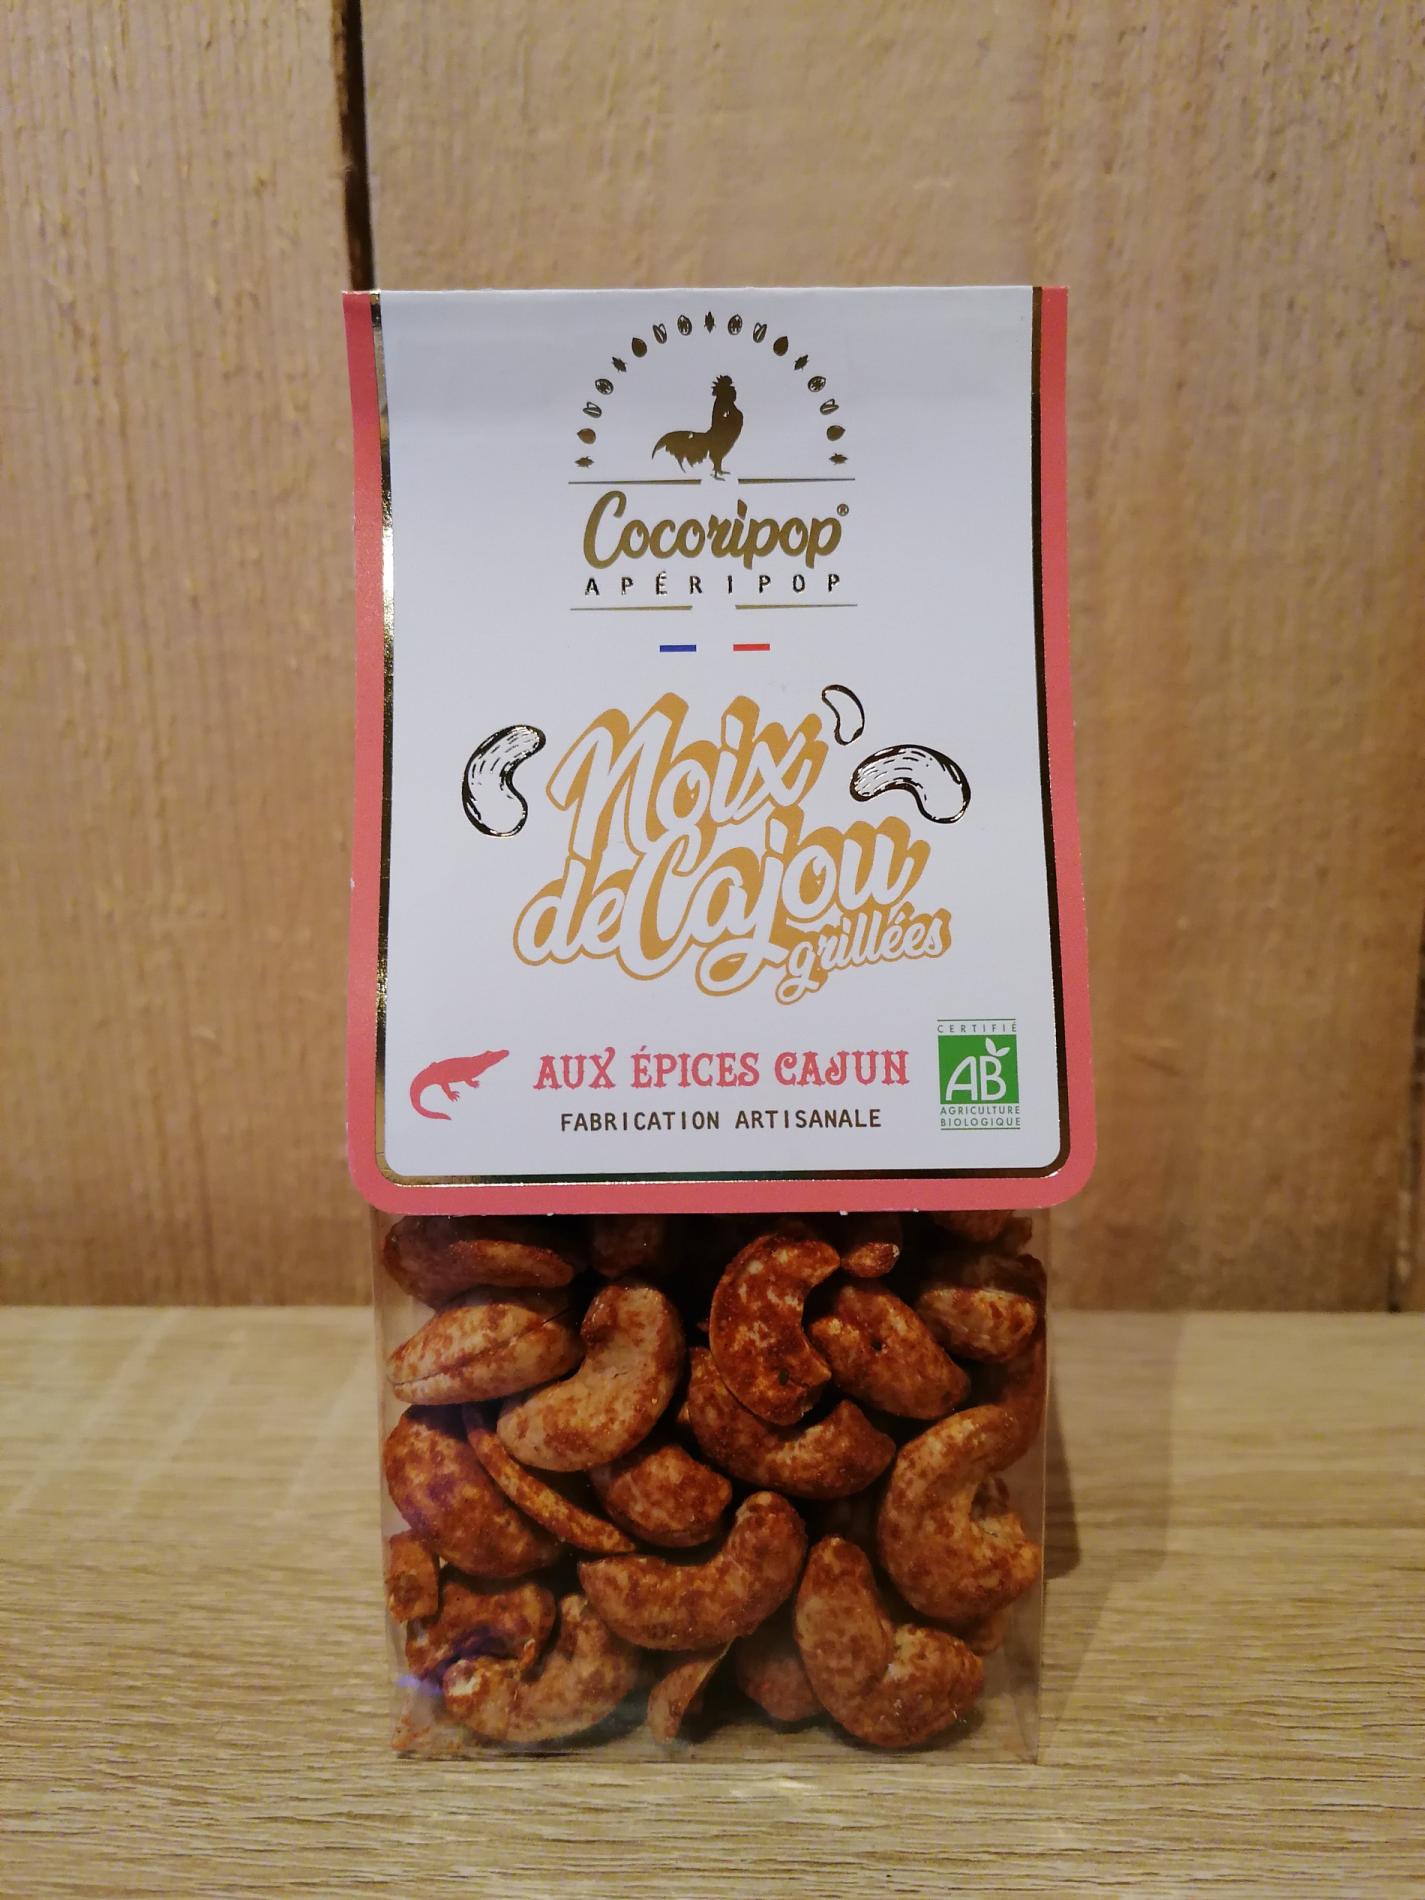 Cocoripop®
APÉRIPOP
Noix
de Cajou
grillées
AUX ÉPICES CAJUN
FABRICATION ARTISANALE
CERTIFIÉ
AB
AGRICULTURE
BIOLOGIQUE